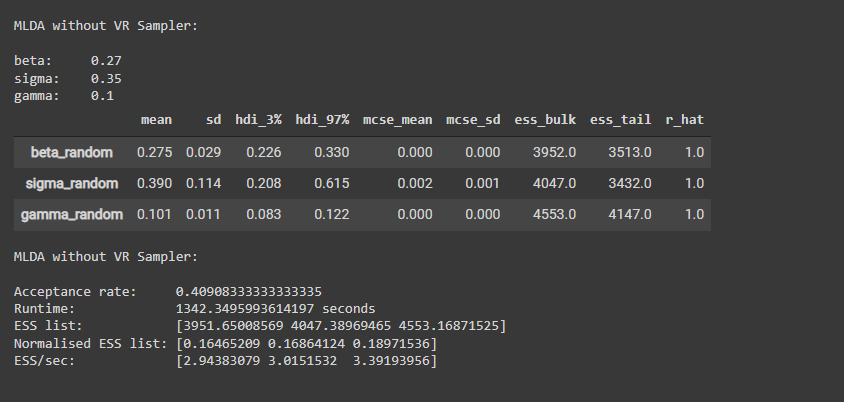 MLDA without VR Sampler:
beta: 0.27
sigma: 0.35
gamma: 0.1
mean sd hdi_3% hdi_97% mcse_mean mcse_sd ess_bulk ess_tail r_hat
beta_random 0.275 0.029 0.226 0.330 0.000 0.000 3952.0 3513.0 1.0
sigma_random 0.390 0.114 0.208 0.615 0.002 0.001 4047.0 3432.0 1.0
gamma_random 0.101 0.011 0.083 0.122 0.000 0.000 4553.0 4147.0 1.0
MLDA without VR Sampler:
Acceptance rate: 0.40908333333333335
Runtime: 1342.3495993614197 seconds
ESS list: [3951.65008569 4047.38969465 4553.16871525]
Normalised ESS list: [0.16465209 0.16864124 0.18971536]
ESS/sec: [2.94383079 3.0151532 3.39193956]